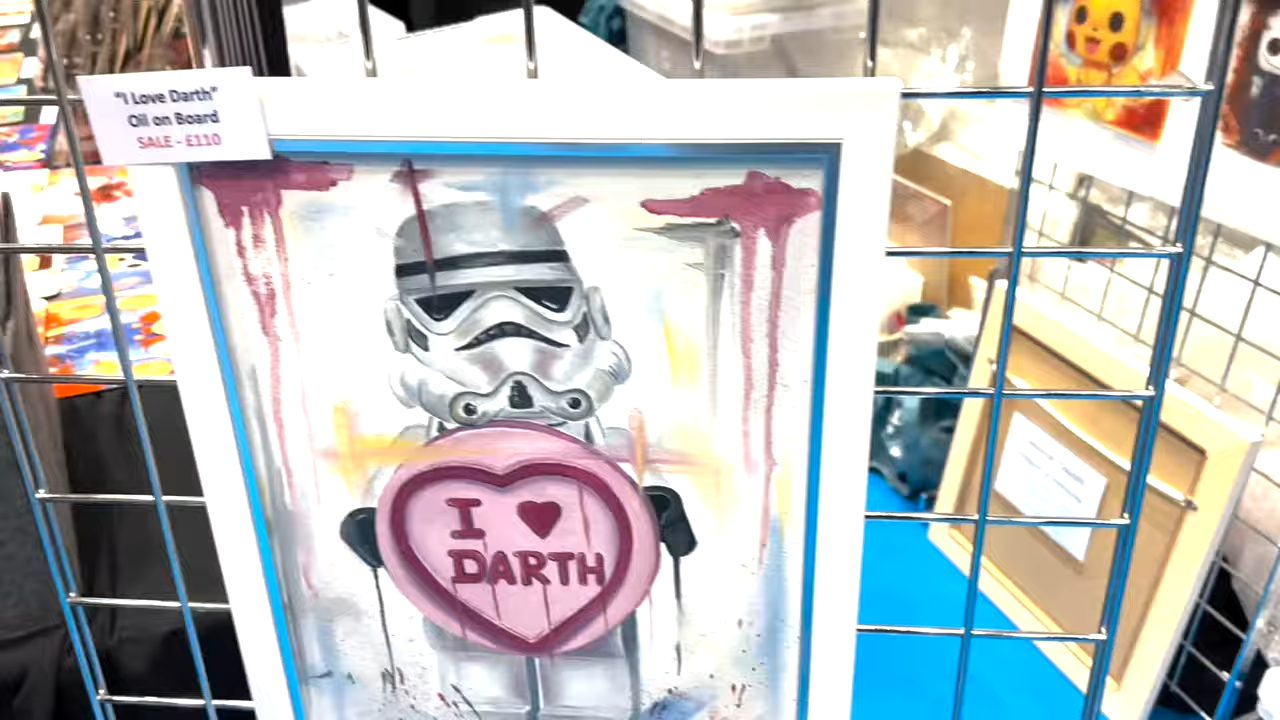 "I Love Darth"
Oil on Board
SALE - £110
I ♥
DARTH